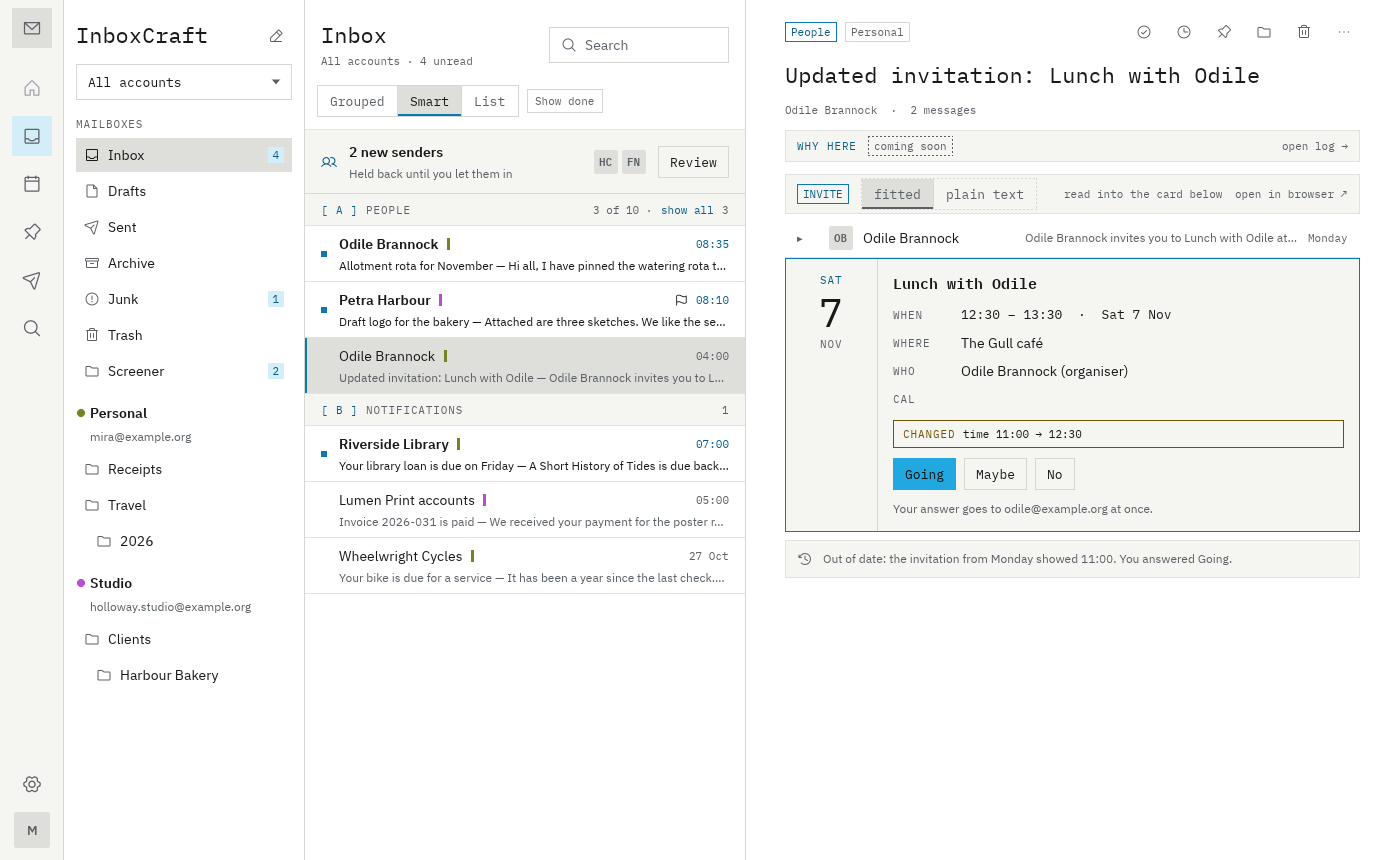 InboxCraft
All accounts
MAILBOXES
Inbox 4
Drafts
Sent
Archive
Junk 1
Trash
Screener 2
Personal
mira@example.org
Receipts
Travel
2026
Studio
holloway.studio@example.org
Clients
Harbour Bakery
M
Inbox
All accounts · 4 unread
Search
Grouped Smart List Show done
2 new senders
Held back until you let them in
HC FN Review
[ A ] PEOPLE 3 of 10 · show all 3
Odile Brannock 08:35
Allotment rota for November — Hi all, I have pinned the watering rota t…
Petra Harbour 08:10
Draft logo for the bakery — Attached are three sketches. We like the se…
Odile Brannock 04:00
Updated invitation: Lunch with Odile — Odile Brannock invites you to L…
[ B ] NOTIFICATIONS 1
Riverside Library 07:00
Your library loan is due on Friday — A Short History of Tides is due back…
Lumen Print accounts 05:00
Invoice 2026-031 is paid — We received your payment for the poster r…
Wheelwright Cycles 27 Oct
Your bike is due for a service — It has been a year since the last check.…
People Personal
Updated invitation: Lunch with Odile
Odile Brannock · 2 messages
WHY HERE coming soon open log →
INVITE fitted plain text read into the card below open in browser ↗
▸ OB Odile Brannock Odile Brannock invites you to Lunch with Odile at… Monday
SAT
7
NOV
Lunch with Odile
WHEN 12:30 – 13:30 · Sat 7 Nov
WHERE The Gull café
WHO Odile Brannock (organiser)
CAL
CHANGED time 11:00 → 12:30
Going Maybe No
Your answer goes to odile@example.org at once.
Out of date: the invitation from Monday showed 11:00. You answered Going.